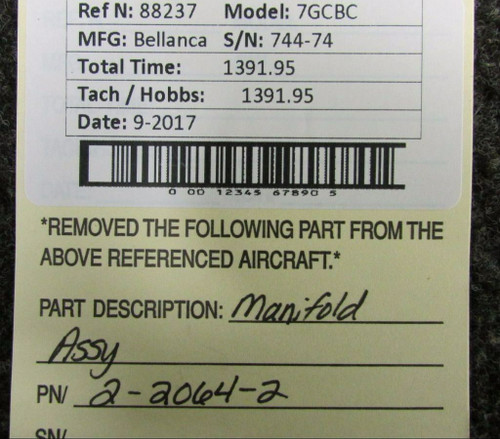 Ref N: 88237 Model: 7GCBC
MFG: Bellanca S/N: 744-74
Total Time: 1391.95
Tach / Hobbs: 1391.95
Date: 9-2017
0 00 12345 67890 5
*REMOVED THE FOLLOWING PART FROM THE
ABOVE REFERENCED AIRCRAFT.*
PART DESCRIPTION: Manifold
Assy
PN/ 2-2064-2
SN/